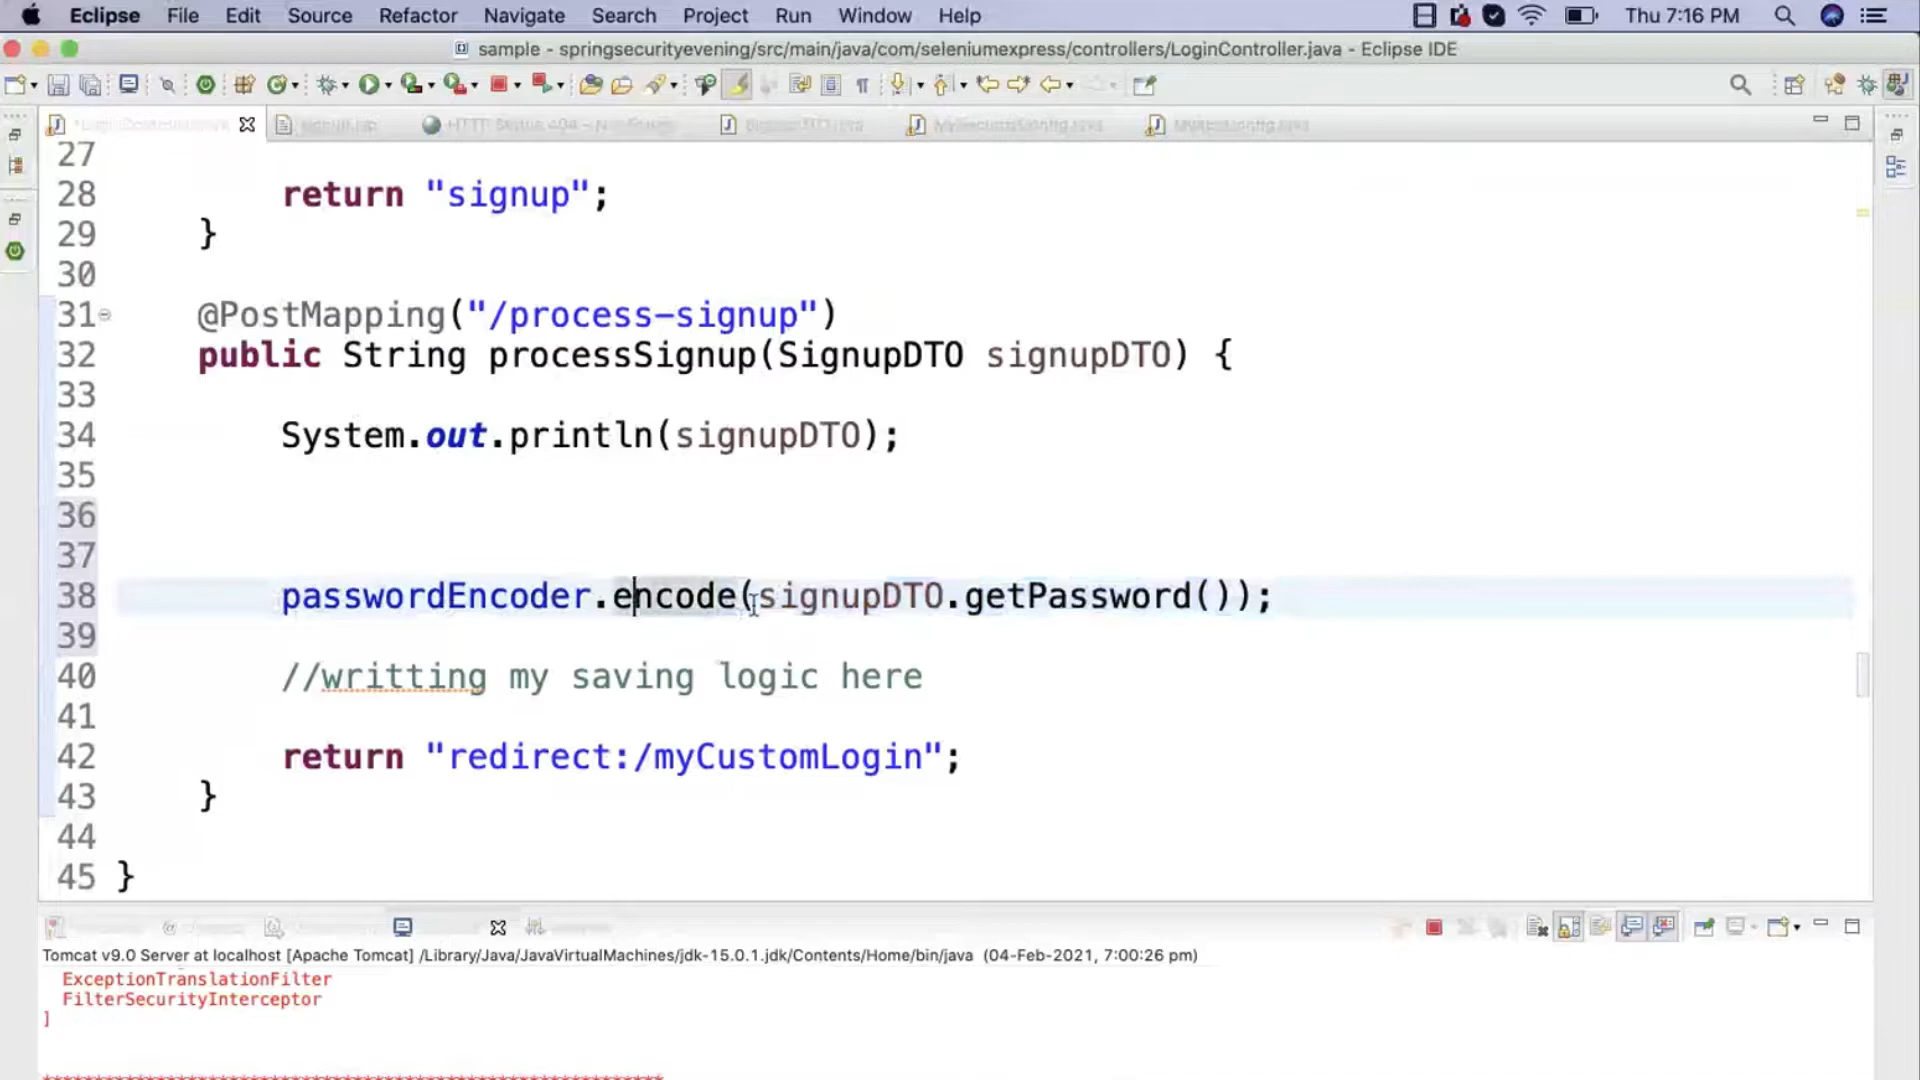 Eclipse File Edit Source Refactor Navigate Search Project Run Window Help Thu 7:16 PM
sample - springsecurityevening/src/main/java/com/seleniumexpress/controllers/LoginController.java - Eclipse IDE
27
28 return "signup";
29 }
30
31 @PostMapping("/process-signup")
32 public String processSignup(SignupDTO signupDTO) {
33
34 System.out.println(signupDTO);
35
36
37
38 passwordEncoder.encode(signupDTO.getPassword());
39
40 //writting my saving logic here
41
42 return "redirect:/myCustomLogin";
43 }
44
45 }
Tomcat v9.0 Server at localhost [Apache Tomcat] /Library/Java/JavaVirtualMachines/jdk-15.0.1.jdk/Contents/Home/bin/java (04-Feb-2021, 7:00:26 pm)
ExceptionTranslationFilter
FilterSecurityInterceptor
]